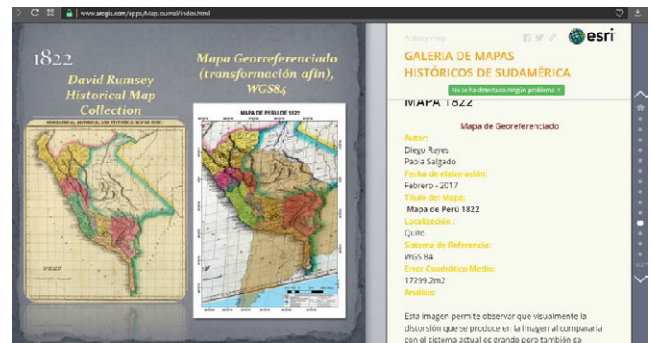 www.arcgis.com/apps/MapJournal/index.html
1822
David Rumsey
Historical Map
Collection
Mapa Georreferenciado
(transformación afín),
WGS84
MAPA DE PERU DE 1822
A story map
esri
GALERIA DE MAPAS
HISTÓRICOS DE SUDAMÉRICA
No se ha detectado ningún problema
MAPA 1822
Mapa de Georeferenciado
Autor:
Diego Reyes
Paola Salgado
Fecha de elaboración:
Febrero - 2017
Título del Mapa:
Mapa de Perú 1822
Localización :
Quito
Sistema de Referencia:
WGS 84
Error Cuadrático Medio:
17299.2m2
Analisis:
Esta imagen permite observar que visualmente la
distorsión que se produce en la imagen al compararla
con el sistema actual es grande pero también se